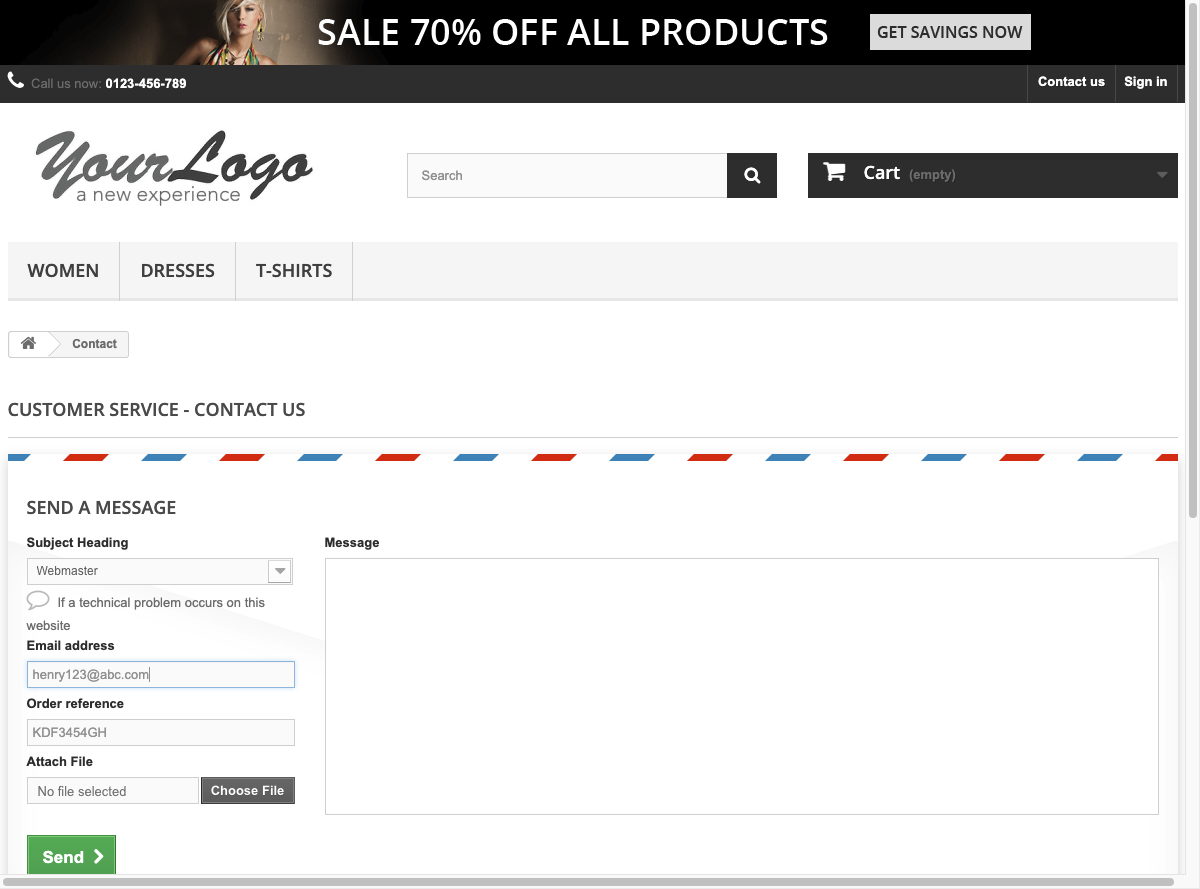 SALE 70% OFF ALL PRODUCTS GET SAVINGS NOW
Call us now: 0123-456-789 Contact us Sign in
Your Logo
a new experience
Search
Cart (empty)
WOMEN DRESSES T-SHIRTS
Contact
CUSTOMER SERVICE - CONTACT US
SEND A MESSAGE
Subject Heading
Webmaster
If a technical problem occurs on this
website
Email address
henry123@abc.com
Order reference
KDF3454GH
Attach File
No file selected Choose File
Send
Message